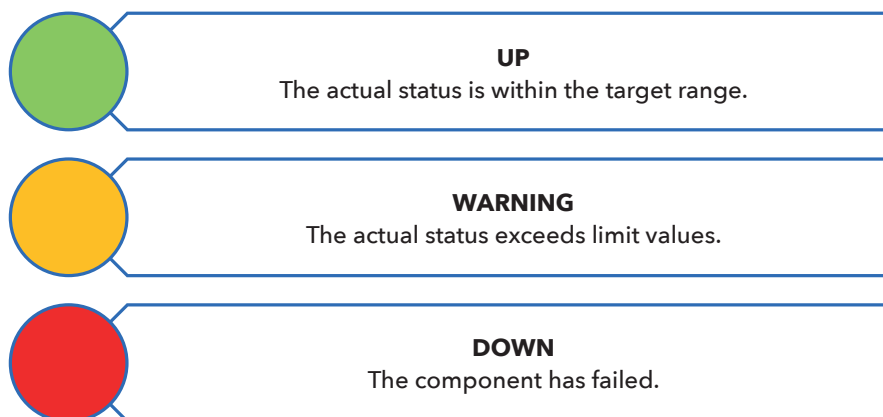 UP
The actual status is within the target range.
WARNING
The actual status exceeds limit values.
DOWN
The component has failed.